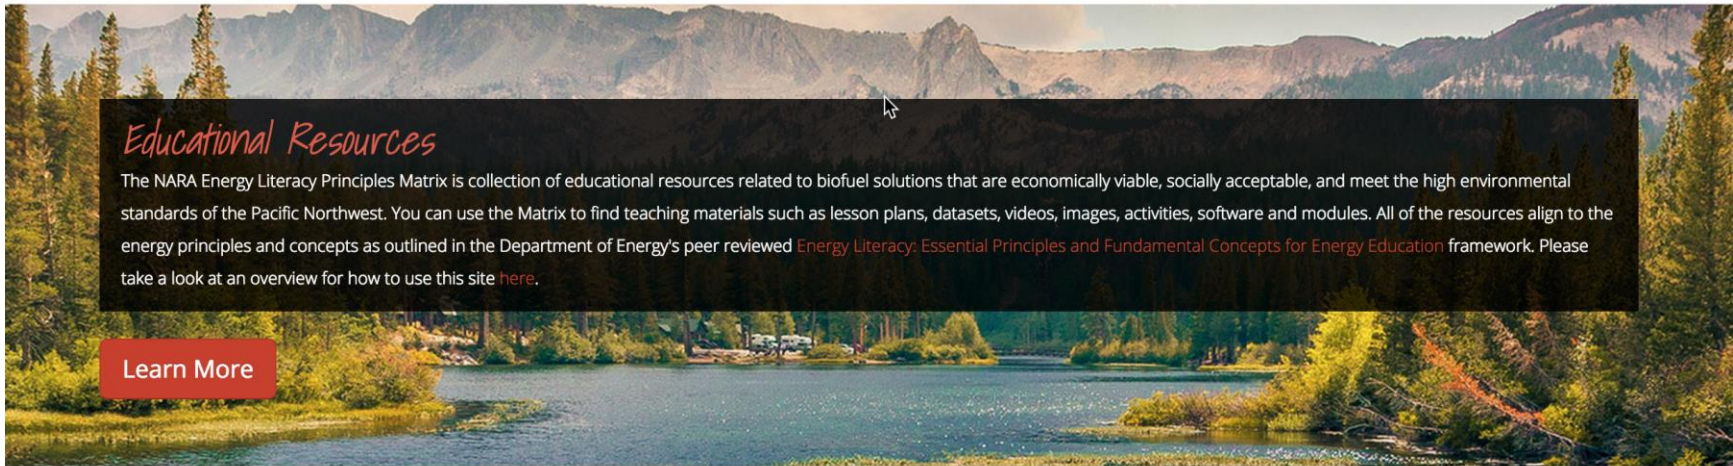 Educational Resources
The NARA Energy Literacy Principles Matrix is collection of educational resources related to biofuel solutions that are economically viable, socially acceptable, and meet the high environmental
standards of the Pacific Northwest. You can use the Matrix to find teaching materials such as lesson plans, datasets, videos, images, activities, software and modules. All of the resources align to the
energy principles and concepts as outlined in the Department of Energy's peer reviewed Energy Literacy: Essential Principles and Fundamental Concepts for Energy Education framework. Please
take a look at an overview for how to use this site here.
Learn More